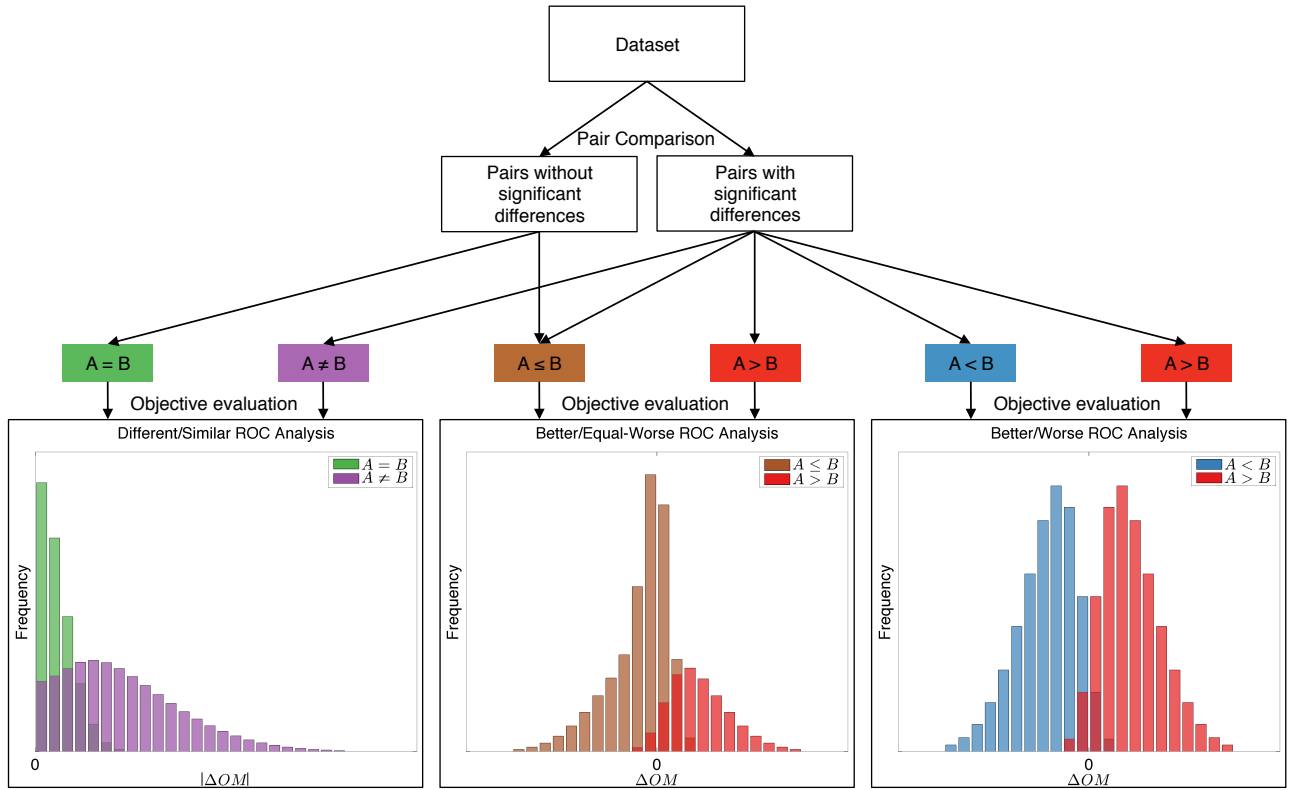 Dataset
Pair Comparison
Pairs without
significant
differences
Pairs with
significant
differences
A = B
A ≠ B
A ≤ B
A > B
A < B
A > B
Objective evaluation
Objective evaluation
Objective evaluation
Different/Similar ROC Analysis
A = B
A ≠ B
Frequency
0
|ΔOM|
Better/Equal-Worse ROC Analysis
A ≤ B
A > B
Frequency
0
ΔOM
Better/Worse ROC Analysis
A < B
A > B
Frequency
0
ΔOM